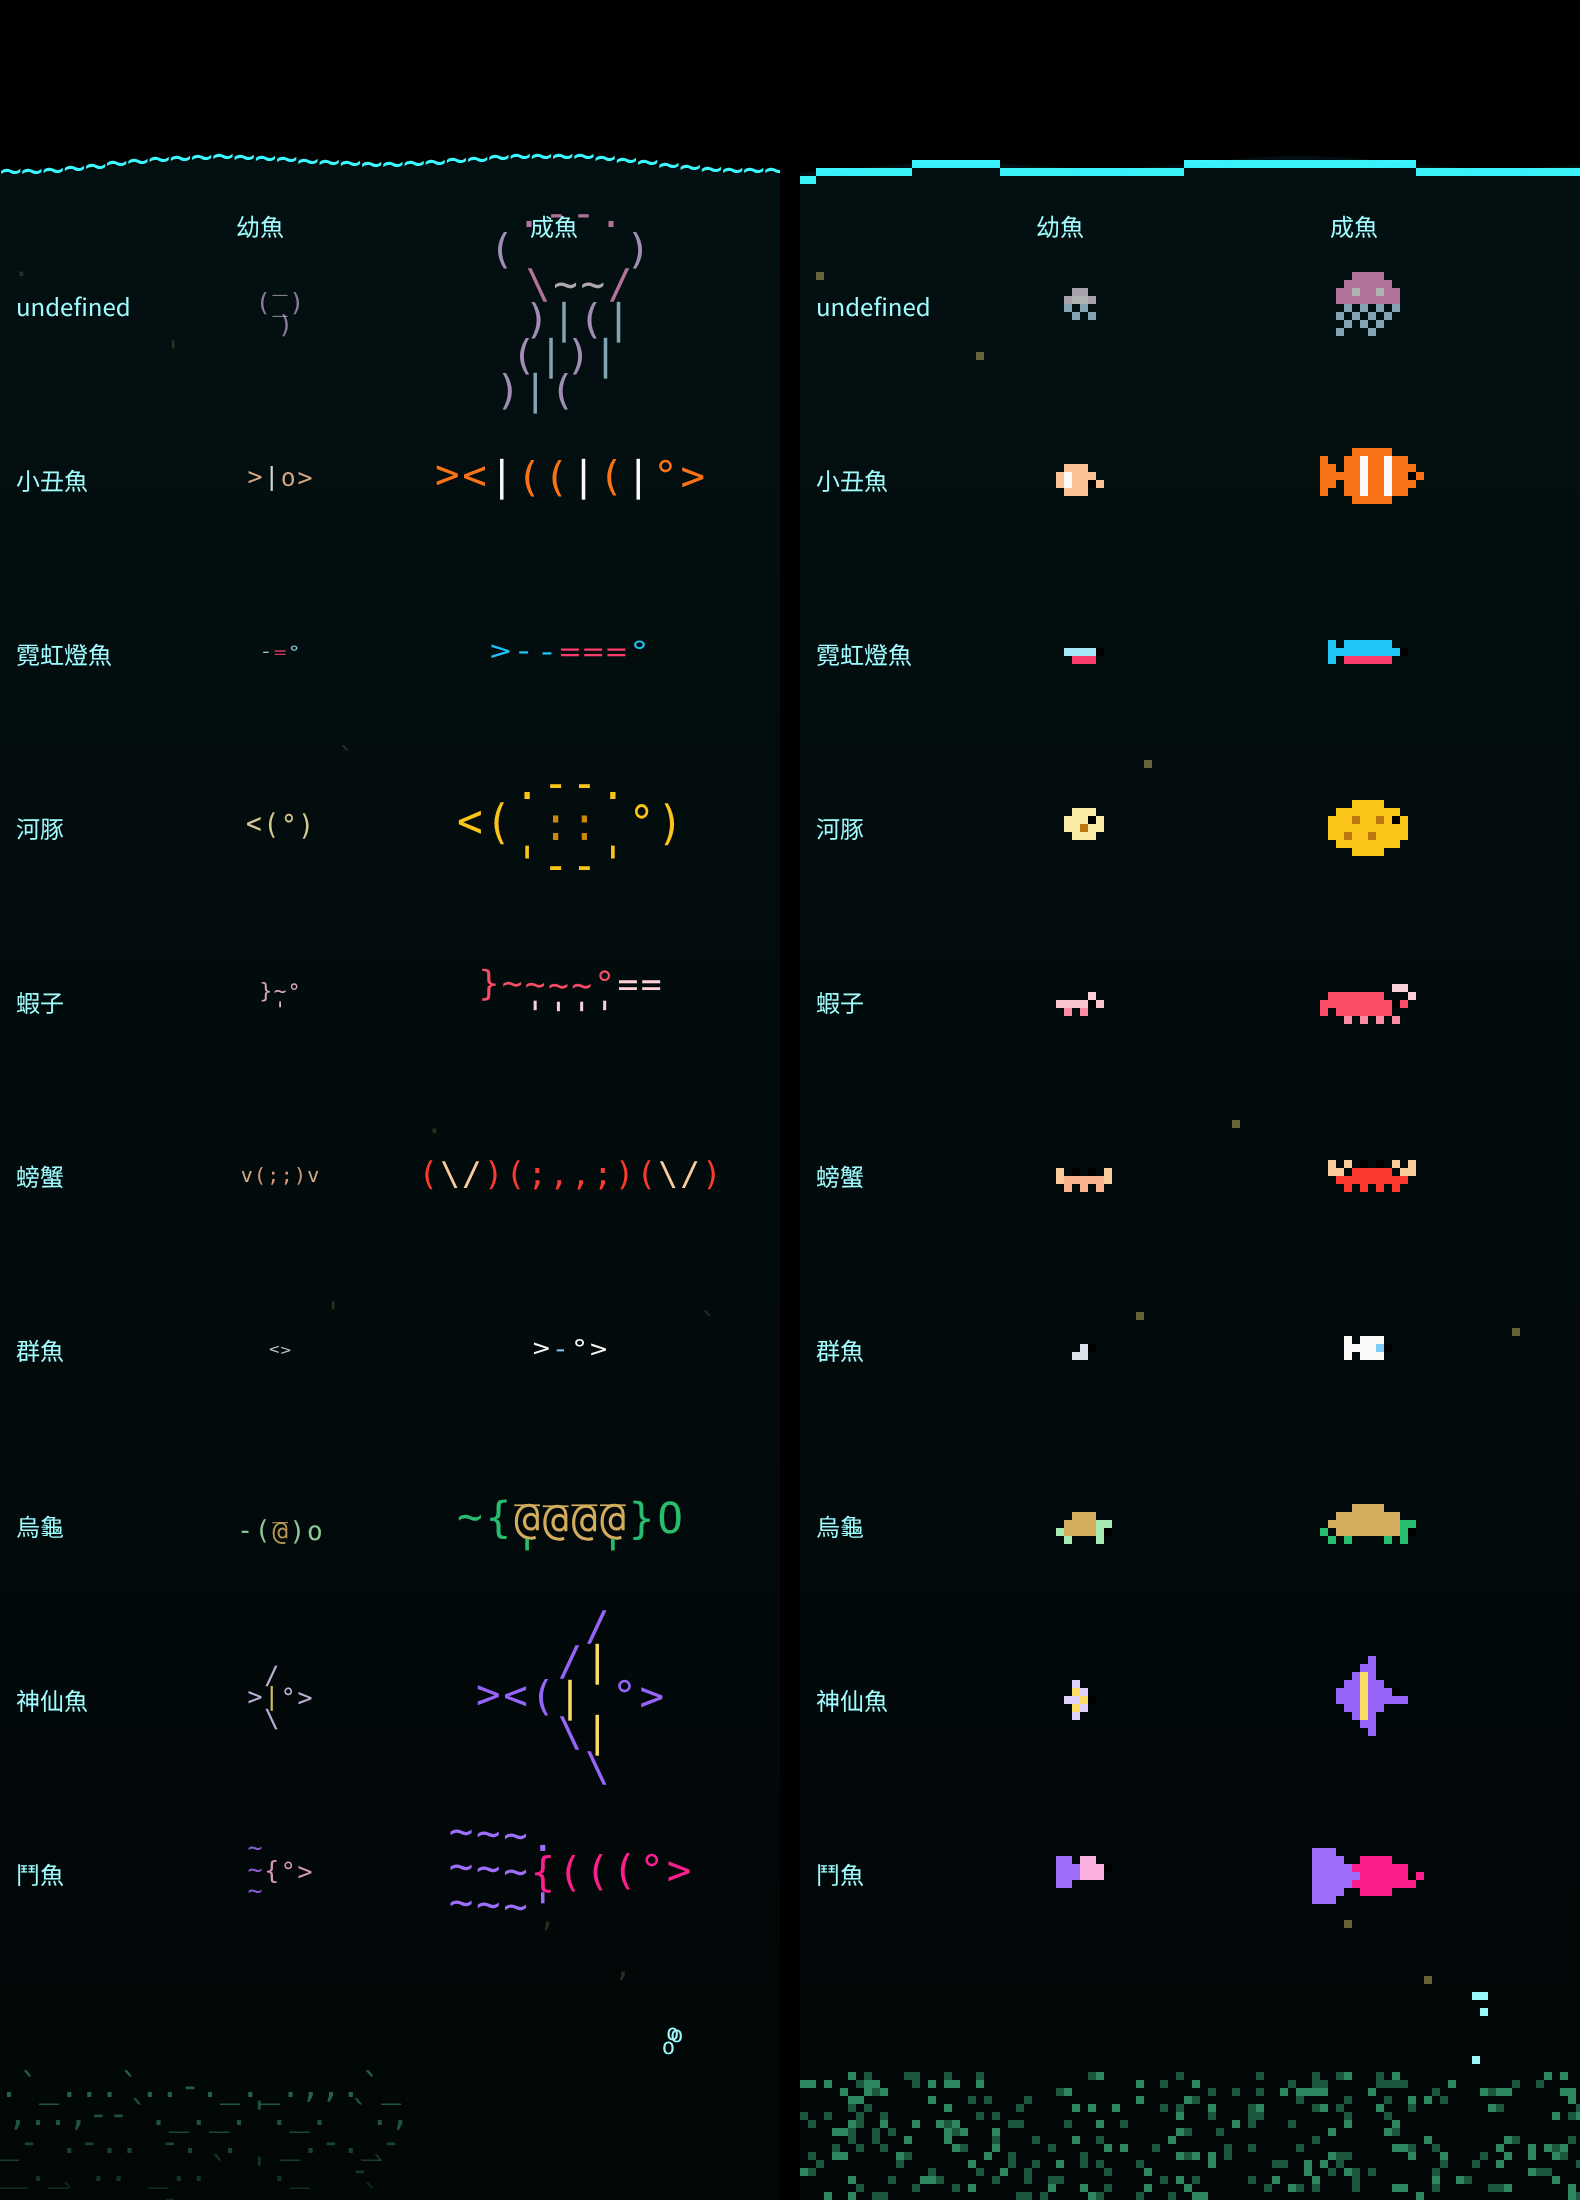 幼魚 成魚 幼魚 成魚
undefined undefined
小丑魚 >|o> ><|((|(|°> 小丑魚
霓虹燈魚 -=° >--===° 霓虹燈魚
河豚 <(°) <( :: °) 河豚
蝦子 }~° }~~~~°== 蝦子
螃蟹 v(;;)v (\/)(;,,;)(\/) 螃蟹
群魚 <> >-°> 群魚
烏龜 -(@)o ~{@@@@}O 烏龜
神仙魚 >|°> ><(| °> 神仙魚
鬥魚 ~{°> ~~~{(((°> 鬥魚